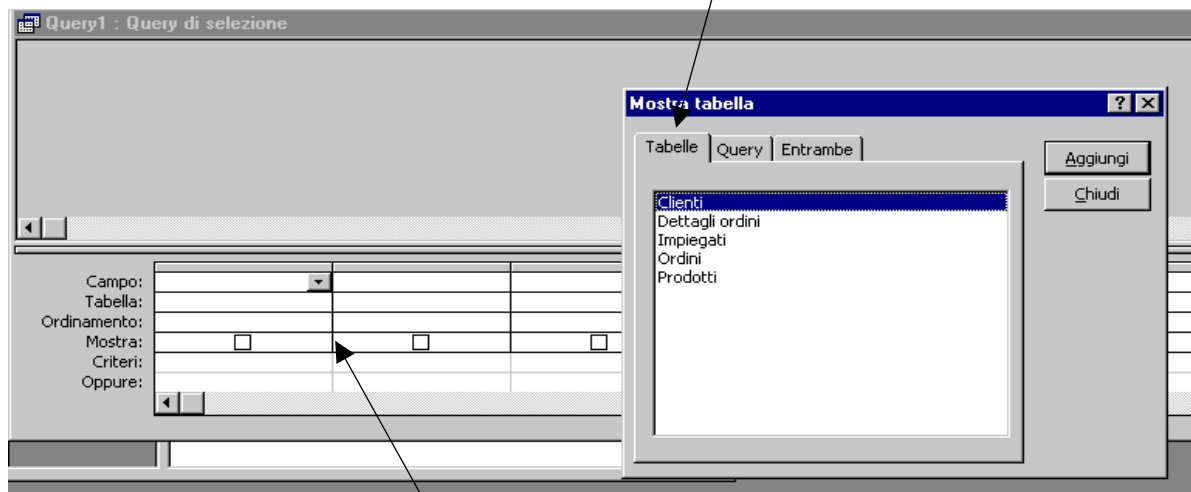 Query1 : Query di selezione
Mostra tabella
Tabelle Query Entrambe
Aggiungi
Chiudi
Clienti
Dettagli ordini
Impiegati
Ordini
Prodotti
Campo:
Tabella:
Ordinamento:
Mostra:
Criteri:
Oppure: